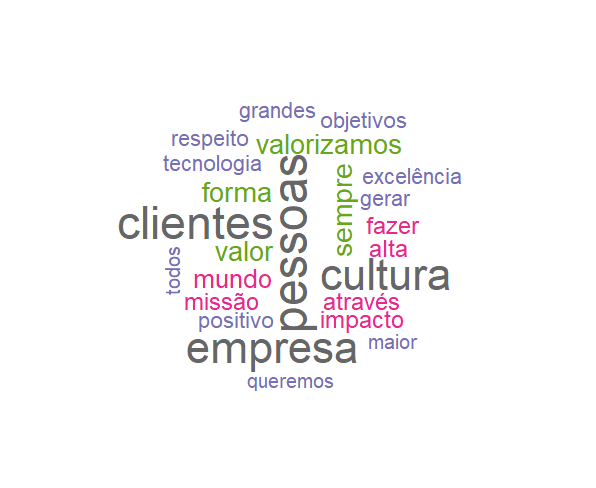 grandes
objetivos
respeito
valorizamos
tecnologia
pessoas
sempre
excelência
forma
gerar
clientes
fazer
valor
alta
todos
mundo
cultura
missão
através
positivo
impacto
empresa
maior
queremos